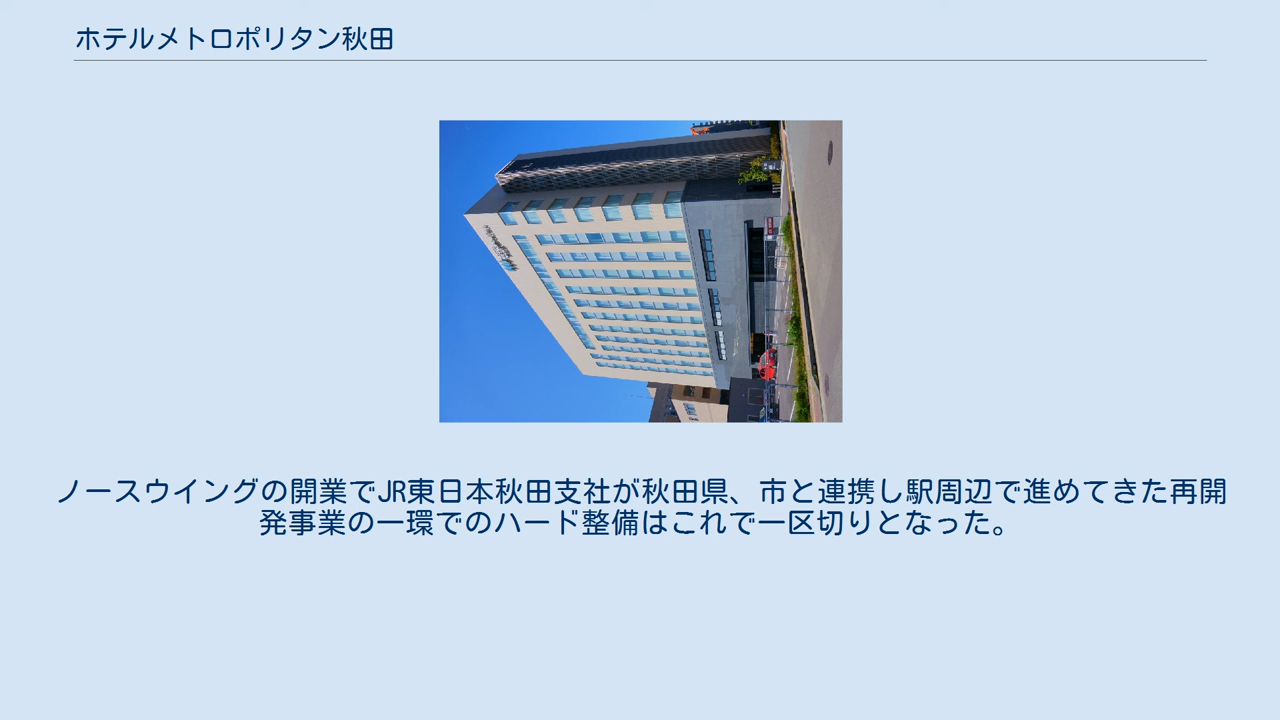 ホテルメトロポリタン秋田
ノースウイングの開業でJR東日本秋田支社が秋田県、市と連携し駅周辺で進めてきた再開
発事業の一環でのハード整備はこれで一区切りとなった。